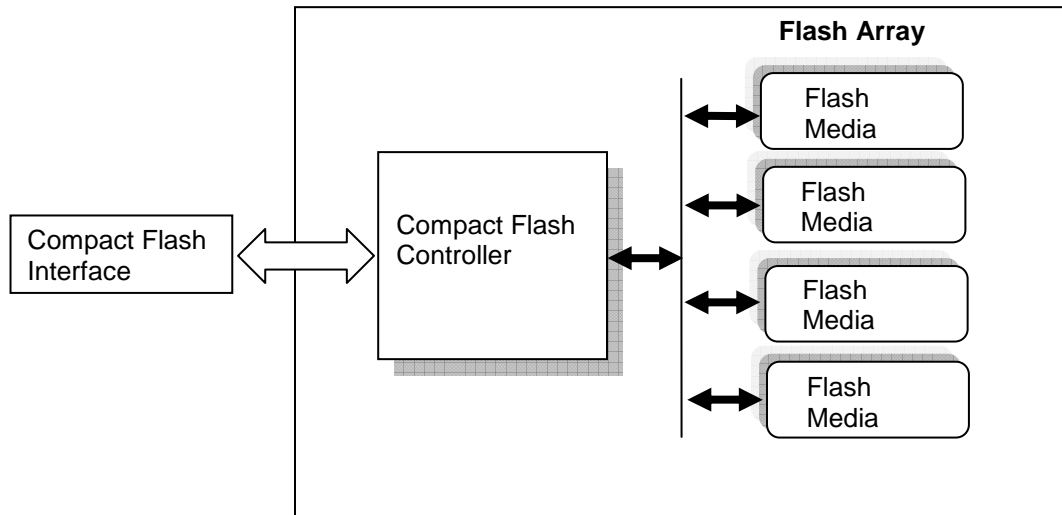 Flash Array
Flash
Media
Flash
Media
Compact Flash
Controller
Compact Flash
Interface
Flash
Media
Flash
Media